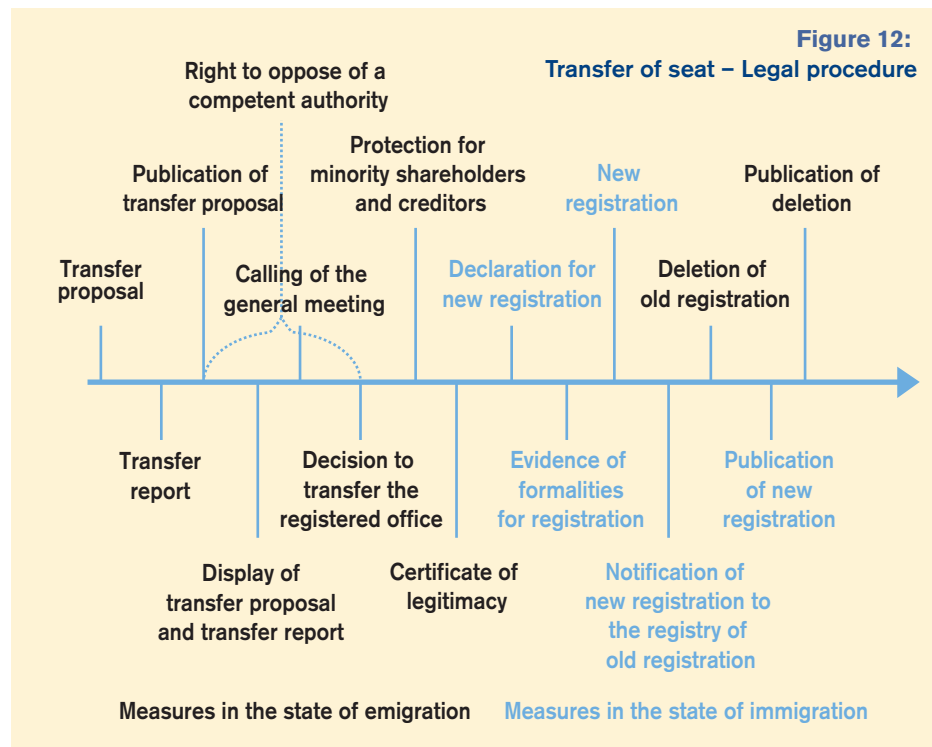 Figure 12:
Transfer of seat – Legal procedure
Right to oppose of a
competent authority
Publication of
transfer proposal
Protection for
minority shareholders
and creditors
New
registration
Publication of
deletion
Transfer
proposal
Calling of the
general meeting
Declaration for
new registration
Deletion of
old registration
Transfer
report
Decision to
transfer the
registered office
Evidence of
formalities
for registration
Publication
of new
registration
Display of
transfer proposal
and transfer report
Certificate of
legitimacy
Notification of
new registration to
the registry of
old registration
Measures in the state of emigration
Measures in the state of immigration